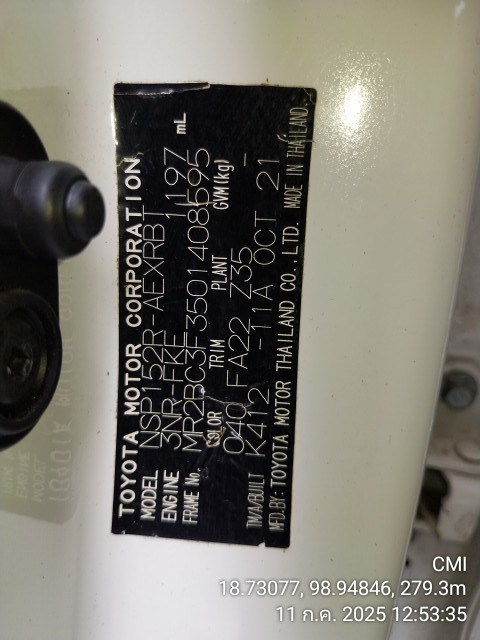 TOYOTA MOTOR CORPORATION
MODEL NSP152R-AEXRBT
ENGINE 3NR-FKE 1197 mL
FRAME No. MR2BC3F3501408595
COLOR TRIM PLANT GVM(kg)
040 FA22 Z35 -
TM/A/BUILT K412 -11A OCT 21
MFD.BY: TOYOTA MOTOR THAILAND CO.,LTD. MADE IN THAILAND
CMI
18.73077, 98.94846, 279.3m
11 ก.ค. 2025 12:53:35